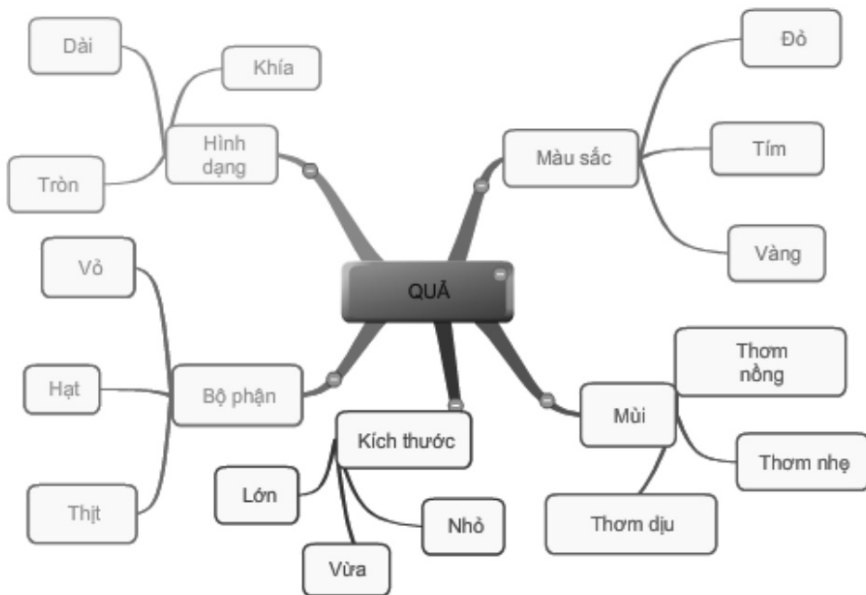 Dài
Khía
Hình
dạng
Tròn
Đỏ
Màu sắc
Tím
Vàng
QUẢ
Vỏ
Hạt
Bộ phận
Thịt
Kích thước
Lớn
Vừa
Nhỏ
Mùi
Thơm
nồng
Thơm nhẹ
Thơm dịu